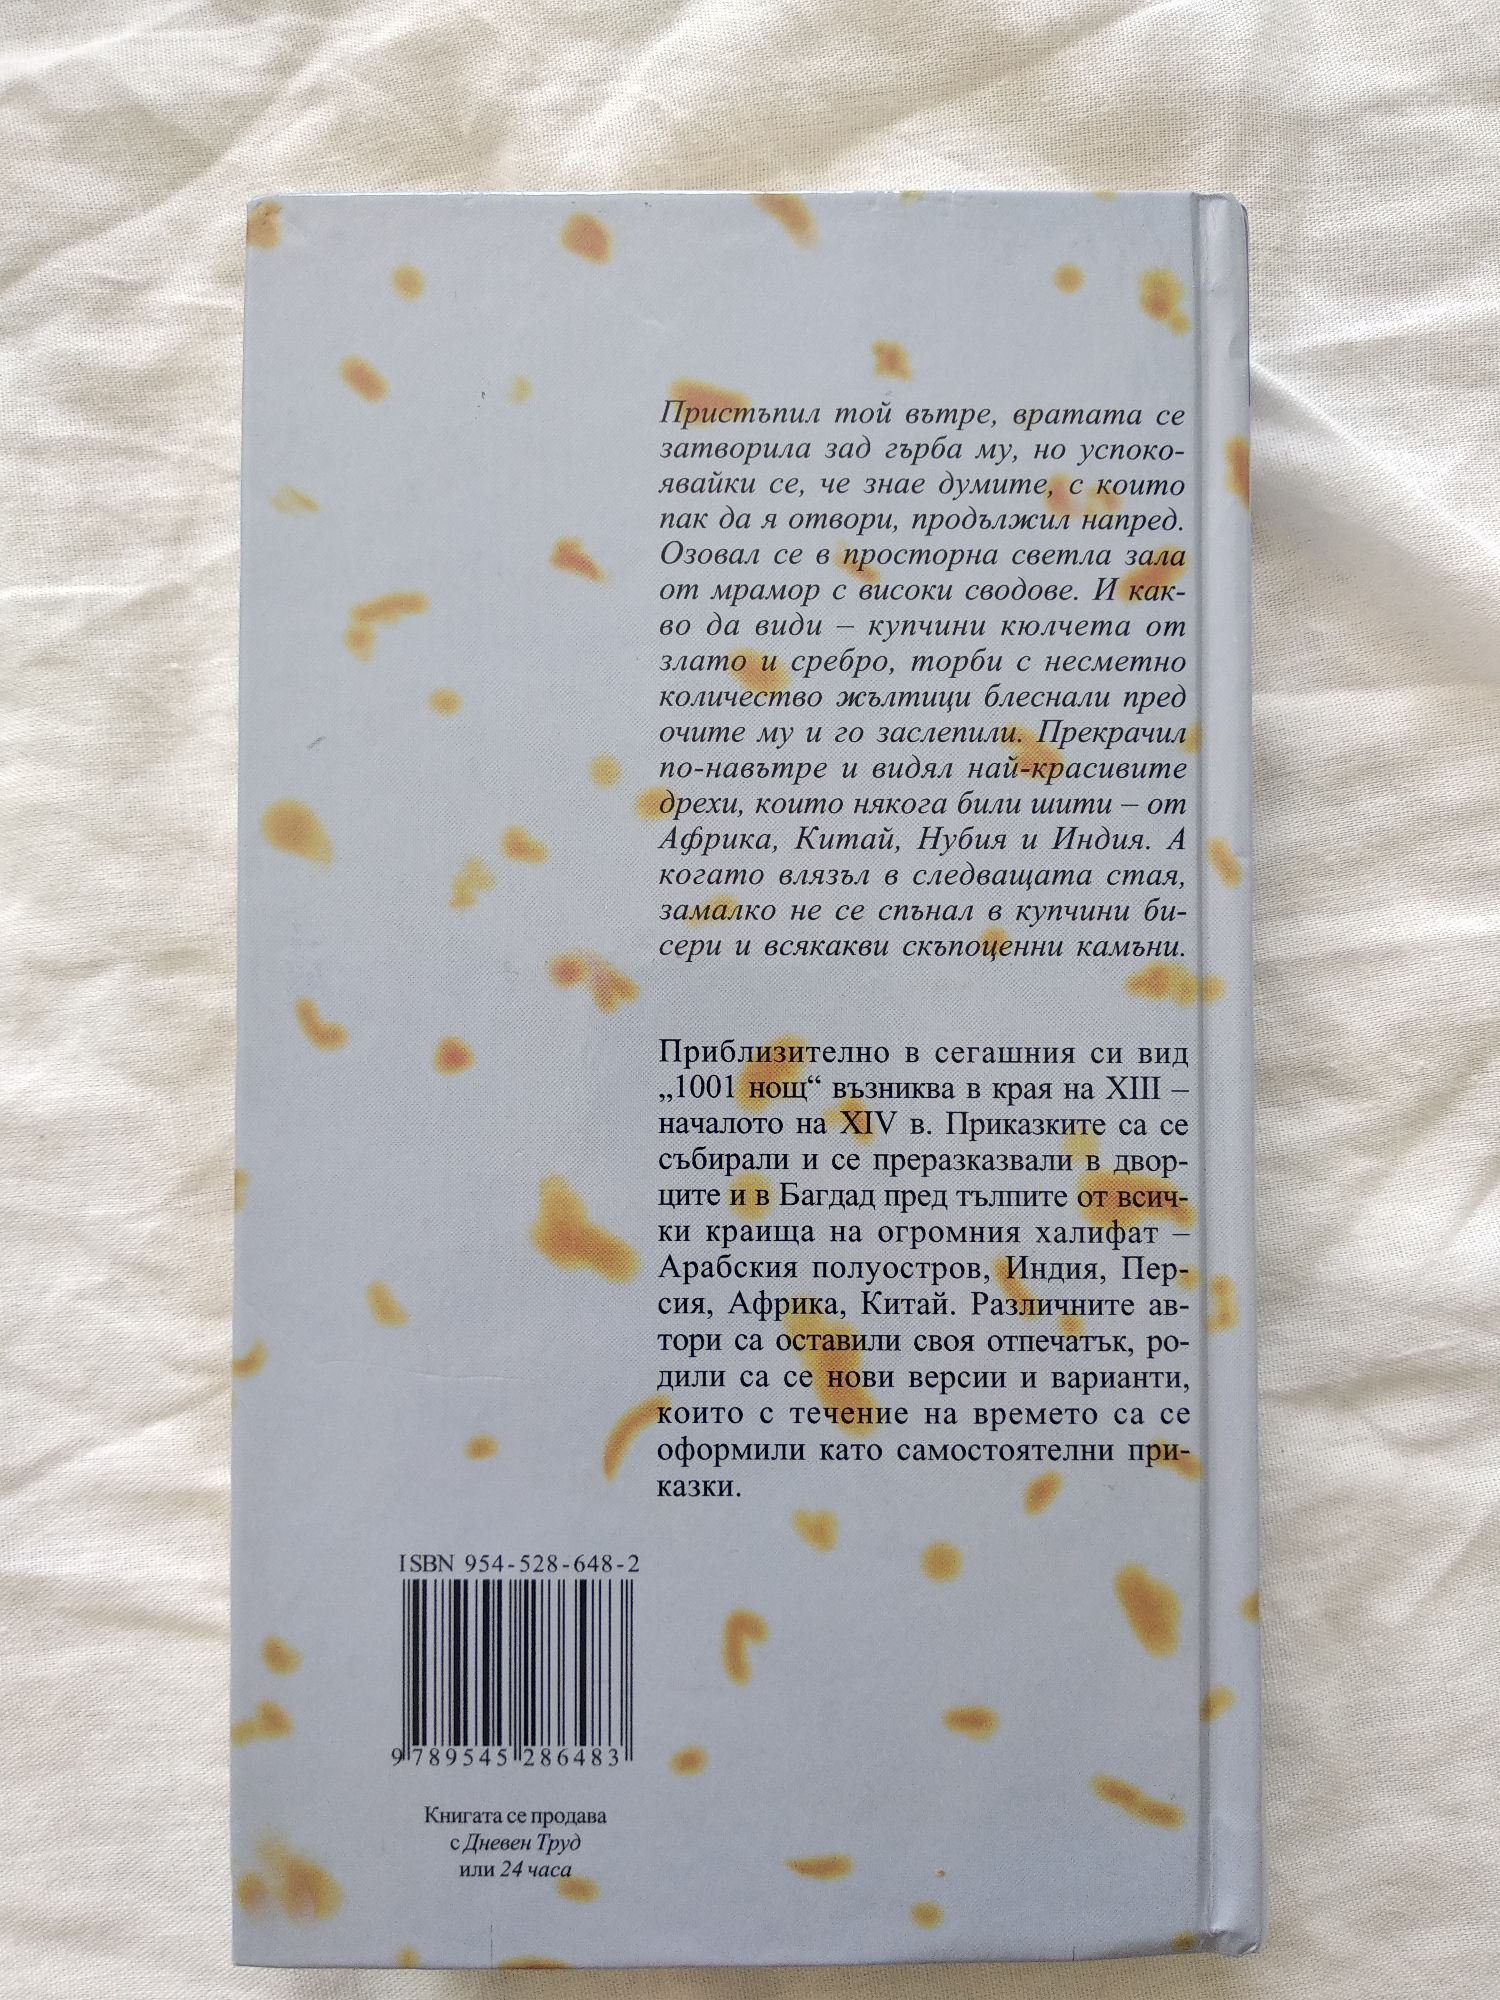 Пристъпил той вътре, вратата се
затворила зад гърба му, но успоко-
явайки се, че знае думите, с които
пак да я отвори, продължил напред.
Озовал се в просторна светла зала
от мрамор с високи сводове. И как-
во да види – купчини кюлчета от
злато и сребро, торби с несметно
количество жълтици блеснали пред
очите му и го заслепили. Прекрачил
по-навътре и видял най-красивите
дрехи, които някога били шити – от
Африка, Китай, Нубия и Индия. А
когато влязъл в следващата стая,
замалко не се спънал в купчини би-
сери и всякакви скъпоценни камъни.
Приблизително в сегашния си вид
„1001 нощ“ възниква в края на XIII –
началото на XIV в. Приказките са се
събирали и се преразказвали в двор-
ците и в Багдад пред тълпите от всич-
ки краища на огромния халифат –
Арабския полуостров, Индия, Пер-
сия, Африка, Китай. Различните ав-
тори са оставили своя отпечатък, ро-
дили са се нови версии и варианти,
които с течение на времето са се
оформили като самостоятелни при-
казки.
ISBN 954-528-648-2
9 789545 286483
Книгата се продава
с Дневен Труд
или 24 часа